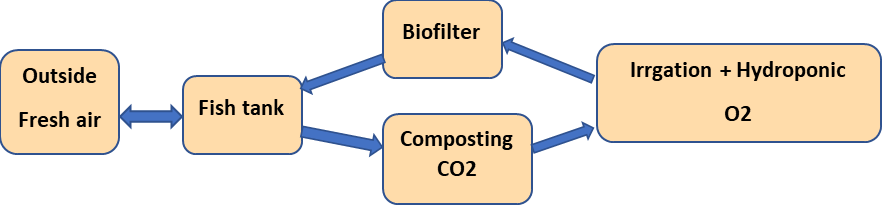 Outside
Fresh air
Fish tank
Biofilter
Composting
CO2
Irrgation + Hydroponic
O2